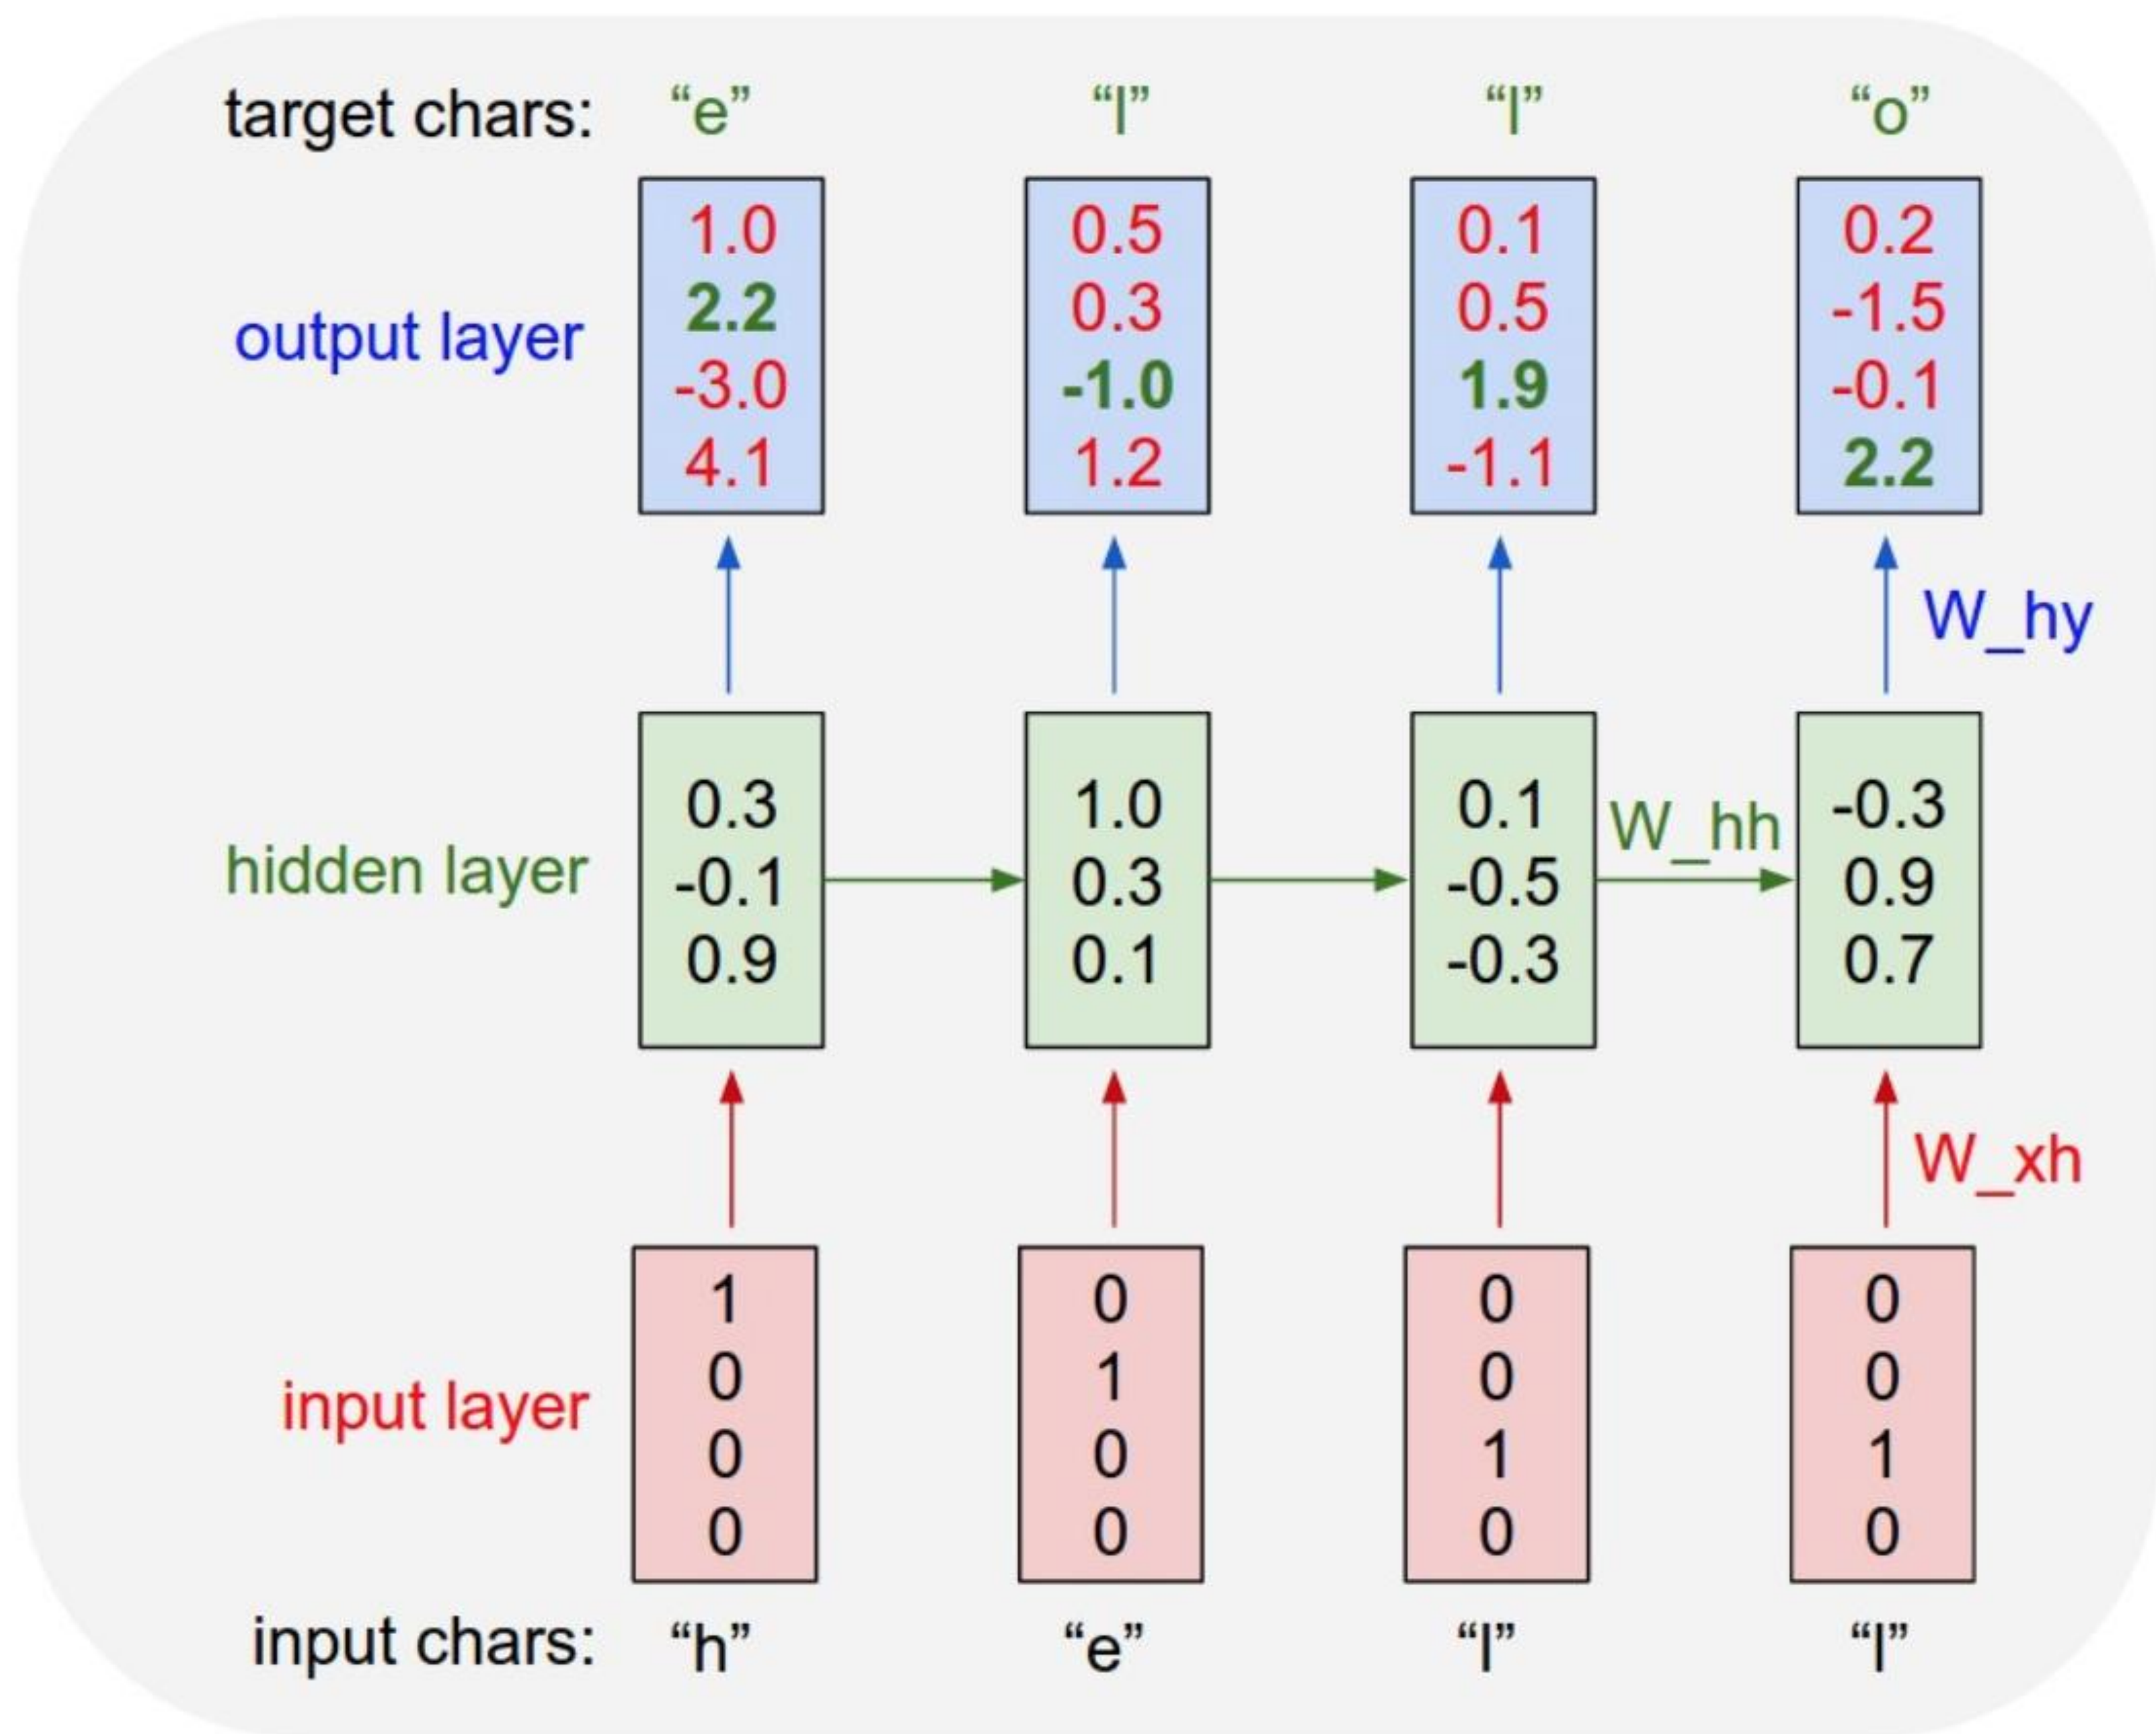 target chars: “e” “l” “l” “o”
1.0 0.5 0.1 0.2
2.2 0.3 0.5 -1.5
output layer
-3.0 -1.0 1.9 -0.1
4.1 1.2 -1.1 2.2
W_hy
0.3 1.0 0.1 -0.3
W_hh
hidden layer -0.1 0.3 -0.5 0.9
0.9 0.1 -0.3 0.7
W_xh
1 0 0 0
0 1 0 0
input layer
0 0 1 1
0 0 0 0
input chars: “h” “e” “l” “l”